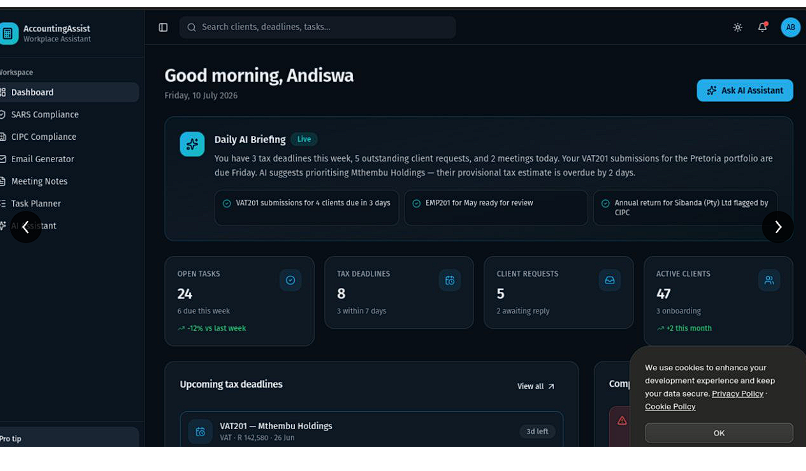 AccountingAssist
Workplace Assistant
Search clients, deadlines, tasks...
AB
Workspace
Dashboard
SARS Compliance
CIPC Compliance
Email Generator
Meeting Notes
Task Planner
AI Assistant
Pro tip
Good morning, Andiswa
Friday, 10 July 2026
Ask AI Assistant
Daily AI Briefing
Live
You have 3 tax deadlines this week, 5 outstanding client requests, and 2 meetings today. Your VAT201 submissions for the Pretoria portfolio are
due Friday. AI suggests prioritising Mthembu Holdings — their provisional tax estimate is overdue by 2 days.
VAT201 submissions for 4 clients due in 3 days
EMP201 for May ready for review
Annual return for Sibanda (Pty) Ltd flagged by
CIPC
OPEN TASKS
24
6 due this week
-12% vs last week
TAX DEADLINES
8
3 within 7 days
CLIENT REQUESTS
5
2 awaiting reply
ACTIVE CLIENTS
47
3 onboarding
+2 this month
Upcoming tax deadlines
View all
VAT201 — Mthembu Holdings
VAT · R 142,580 · 26 Jun
3d left
We use cookies to enhance your
development experience and keep
your data secure. Privacy Policy ·
Cookie Policy
OK